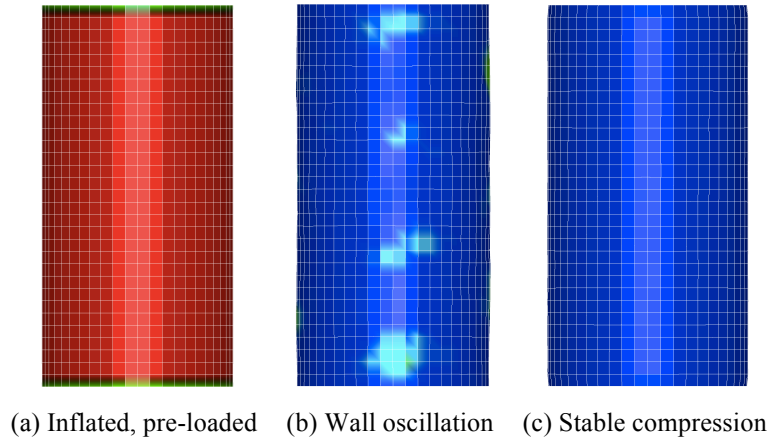 (a) Inflated, pre-loaded (b) Wall oscillation (c) Stable compression